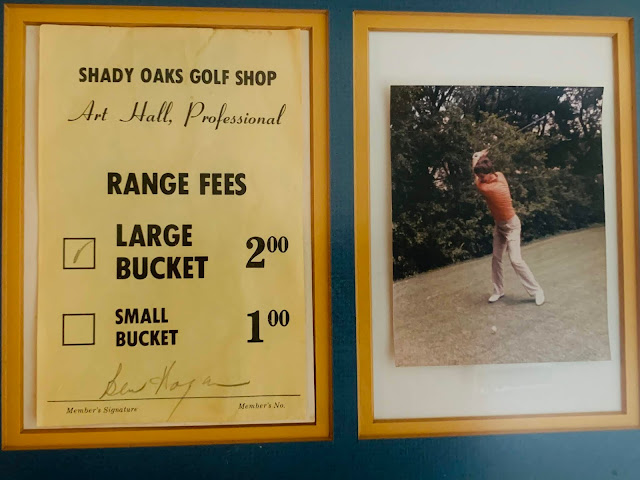 SHADY OAKS GOLF SHOP
Art Hall, Professional
RANGE FEES
LARGE
BUCKET 2⁰⁰
SMALL
BUCKET 1⁰⁰
Ben Hogan
Member's Signature Member's No.